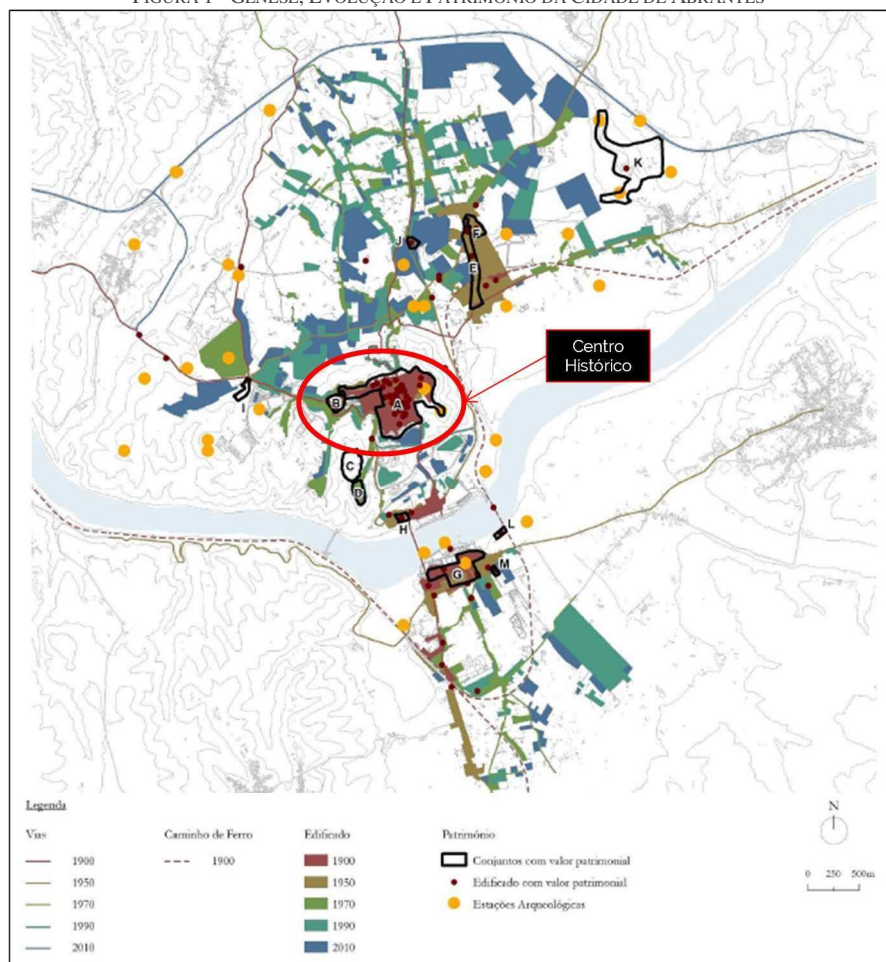 FIGURA 1 – GÉNESE, EVOLUÇÃO E PATRIMÓNIO DA CIDADE DE ABRANTES
K
J
F
E
Centro
Histórico
B
A
I
C
D
H
L
G
M
Legenda
Vias
1900
1950
1970
1990
2010
Caminho de Ferro
1900
Edificado
1900
1950
1970
1990
2010
Património
Conjuntos com valor patrimonial
Edificado com valor patrimonial
Estações Arqueológicas
N
0 250 500m